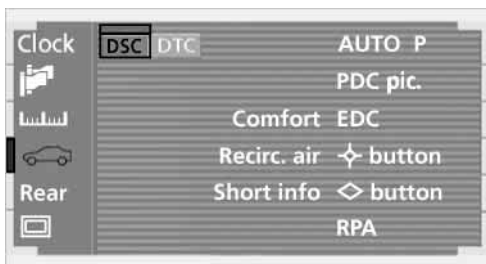 Clock DSC DTC AUTO P
PDC pic.
Comfort EDC
Recirc. air button
Short info button
Rear
RPA